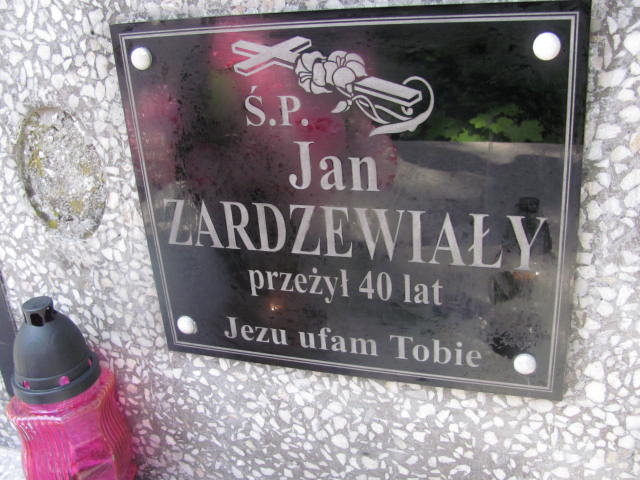 Ś.P.
Jan
ZARDZEWIAŁY
przeżył 40 lat
Jezu ufam Tobie